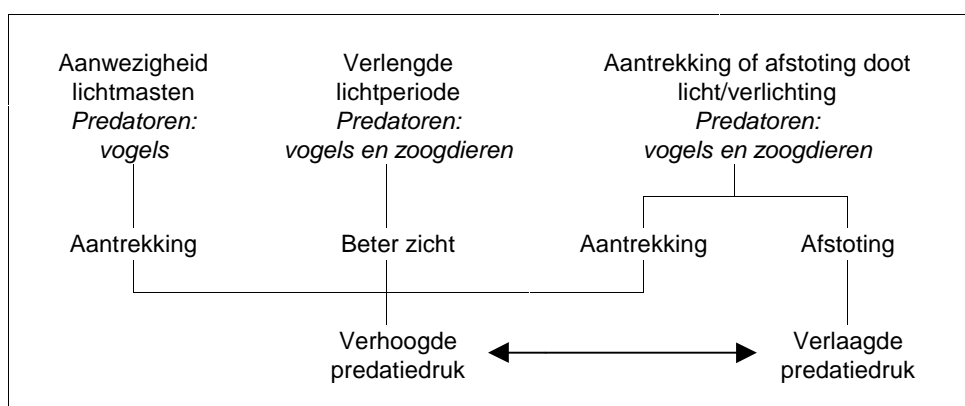 Aanwezigheid
lichtmasten
Predatoren:
vogels
Verlengde
lichtperiode
Predatoren:
vogels en zoogdieren
Aantrekking of afstoting doot
licht/verlichting
Predatoren:
vogels en zoogdieren
Aantrekking
Beter zicht
Aantrekking
Afstoting
Verhoogde
predatiedruk
Verlaagde
predatiedruk